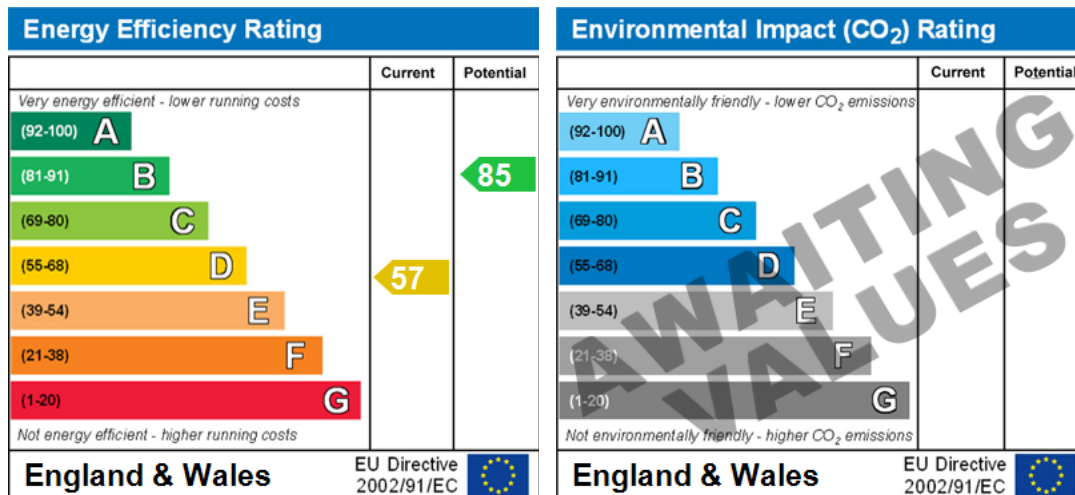 Energy Efficiency Rating
Current Potential
Very energy efficient - lower running costs
(92-100) A
(81-91) B
85
(69-80) C
(55-68) D
57
(39-54) E
(21-38) F
(1-20) G
Not energy efficient - higher running costs
England & Wales
EU Directive
2002/91/EC
Environmental Impact (CO2) Rating
Current Potential
Very environmentally friendly - lower CO2 emissions
(92-100) A
(81-91) B
(69-80) C
(55-68) D
(39-54) E
(21-38) F
(1-20) G
AWAITING
VALUES
Not environmentally friendly - higher CO2 emissions
England & Wales
EU Directive
2002/91/EC